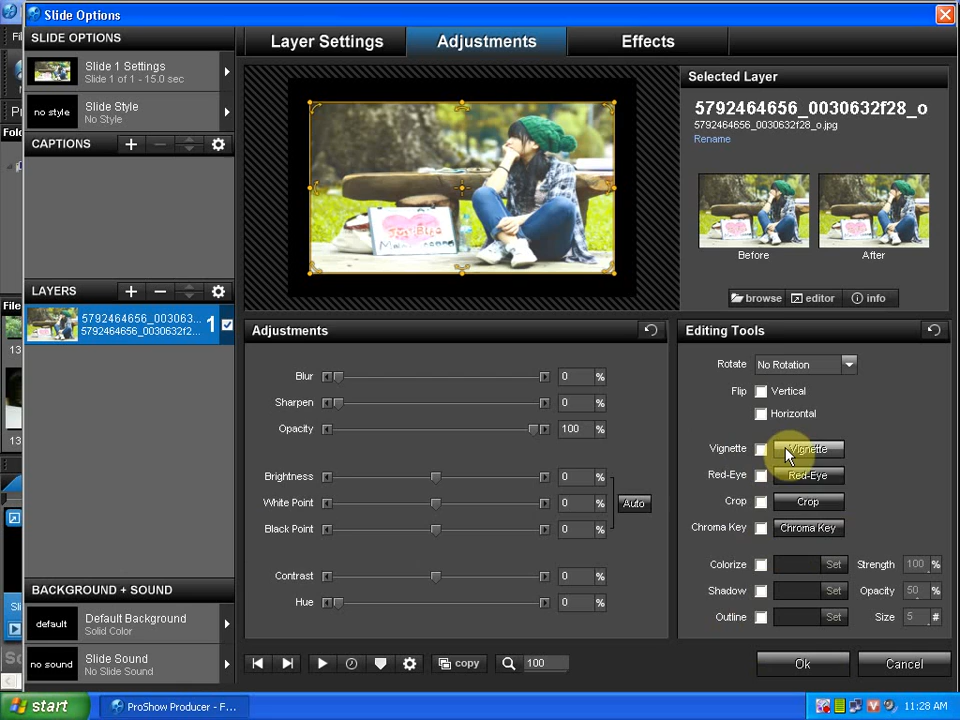 Slide Options
SLIDE OPTIONS
Slide 1 Settings
Slide 1 of 1 - 15.0 sec
no style
Slide Style
No Style
CAPTIONS
LAYERS
5792464656_003063...
5792464656_0030632f2...
1
BACKGROUND + SOUND
default
Default Background
Solid Color
no sound
Slide Sound
No Slide Sound
Layer Settings
Adjustments
Effects
Selected Layer
5792464656_0030632f28_o
5792464656_0030632f28_o.jpg
Rename
Before
After
browse
editor
info
Adjustments
Blur 0 %
Sharpen 0 %
Opacity 100 %
Brightness 0 %
White Point 0 %
Auto
Black Point 0 %
Contrast 0 %
Hue 0 %
Editing Tools
Rotate No Rotation
Flip Vertical
Horizontal
Vignette Vignette
Red-Eye Red-Eye
Crop Crop
Chroma Key Chroma Key
Colorize Set Strength 100 %
Shadow Set Opacity 50 %
Outline Set Size 5 #
copy
100
Ok
Cancel
start
ProShow Producer - F...
11:28 AM